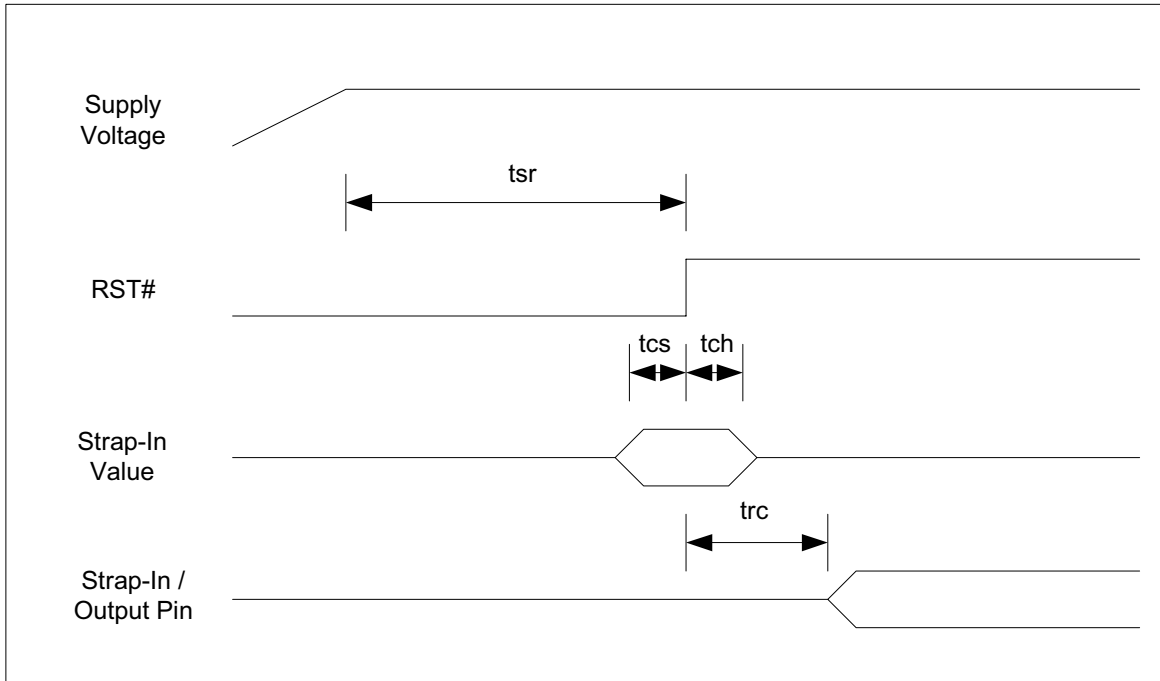 Supply
Voltage
tsr
RST#
tcs
tch
Strap-In
Value
trc
Strap-In /
Output Pin